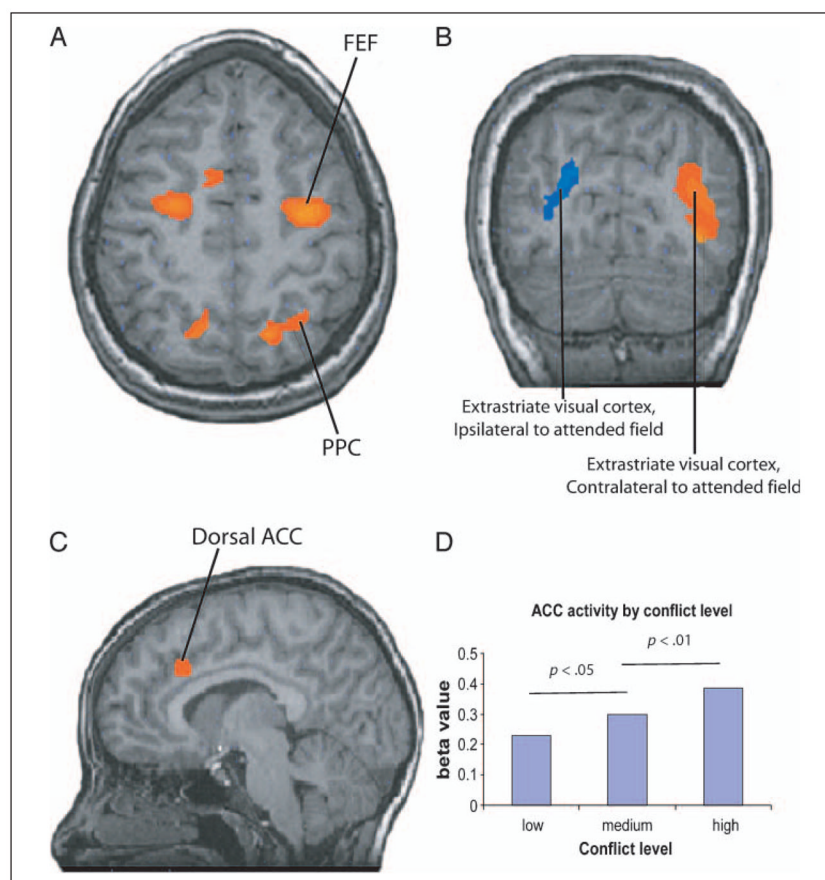 A
FEF
PPC
B
Extrastriate visual cortex,
Ipsilateral to attended field
Extrastriate visual cortex,
Contralateral to attended field
C
Dorsal ACC
D
ACC activity by conflict level
p < .05
p < .01
beta value
0.5
0.4
0.3
0.2
0.1
0
low medium high
Conflict level